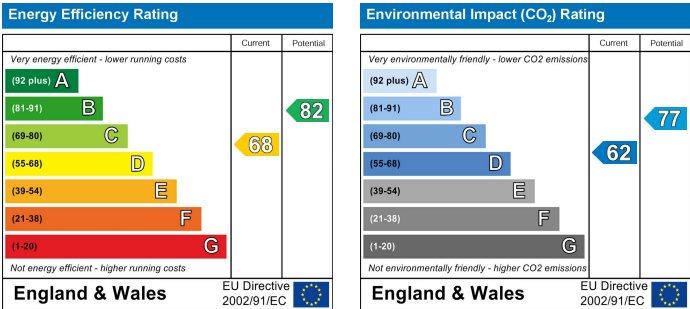 Energy Efficiency Rating
Current Potential
Very energy efficient - lower running costs
(92 plus) A
(81-91) B
(69-80) C
(55-68) D
(39-54) E
(21-38) F
(1-20) G
68
82
Not energy efficient - higher running costs
England & Wales
EU Directive
2002/91/EC
Environmental Impact (CO₂) Rating
Current Potential
Very environmentally friendly - lower CO2 emissions
(92 plus) A
(81-91) B
(69-80) C
(55-68) D
(39-54) E
(21-38) F
(1-20) G
62
77
Not environmentally friendly - higher CO2 emissions
England & Wales
EU Directive
2002/91/EC